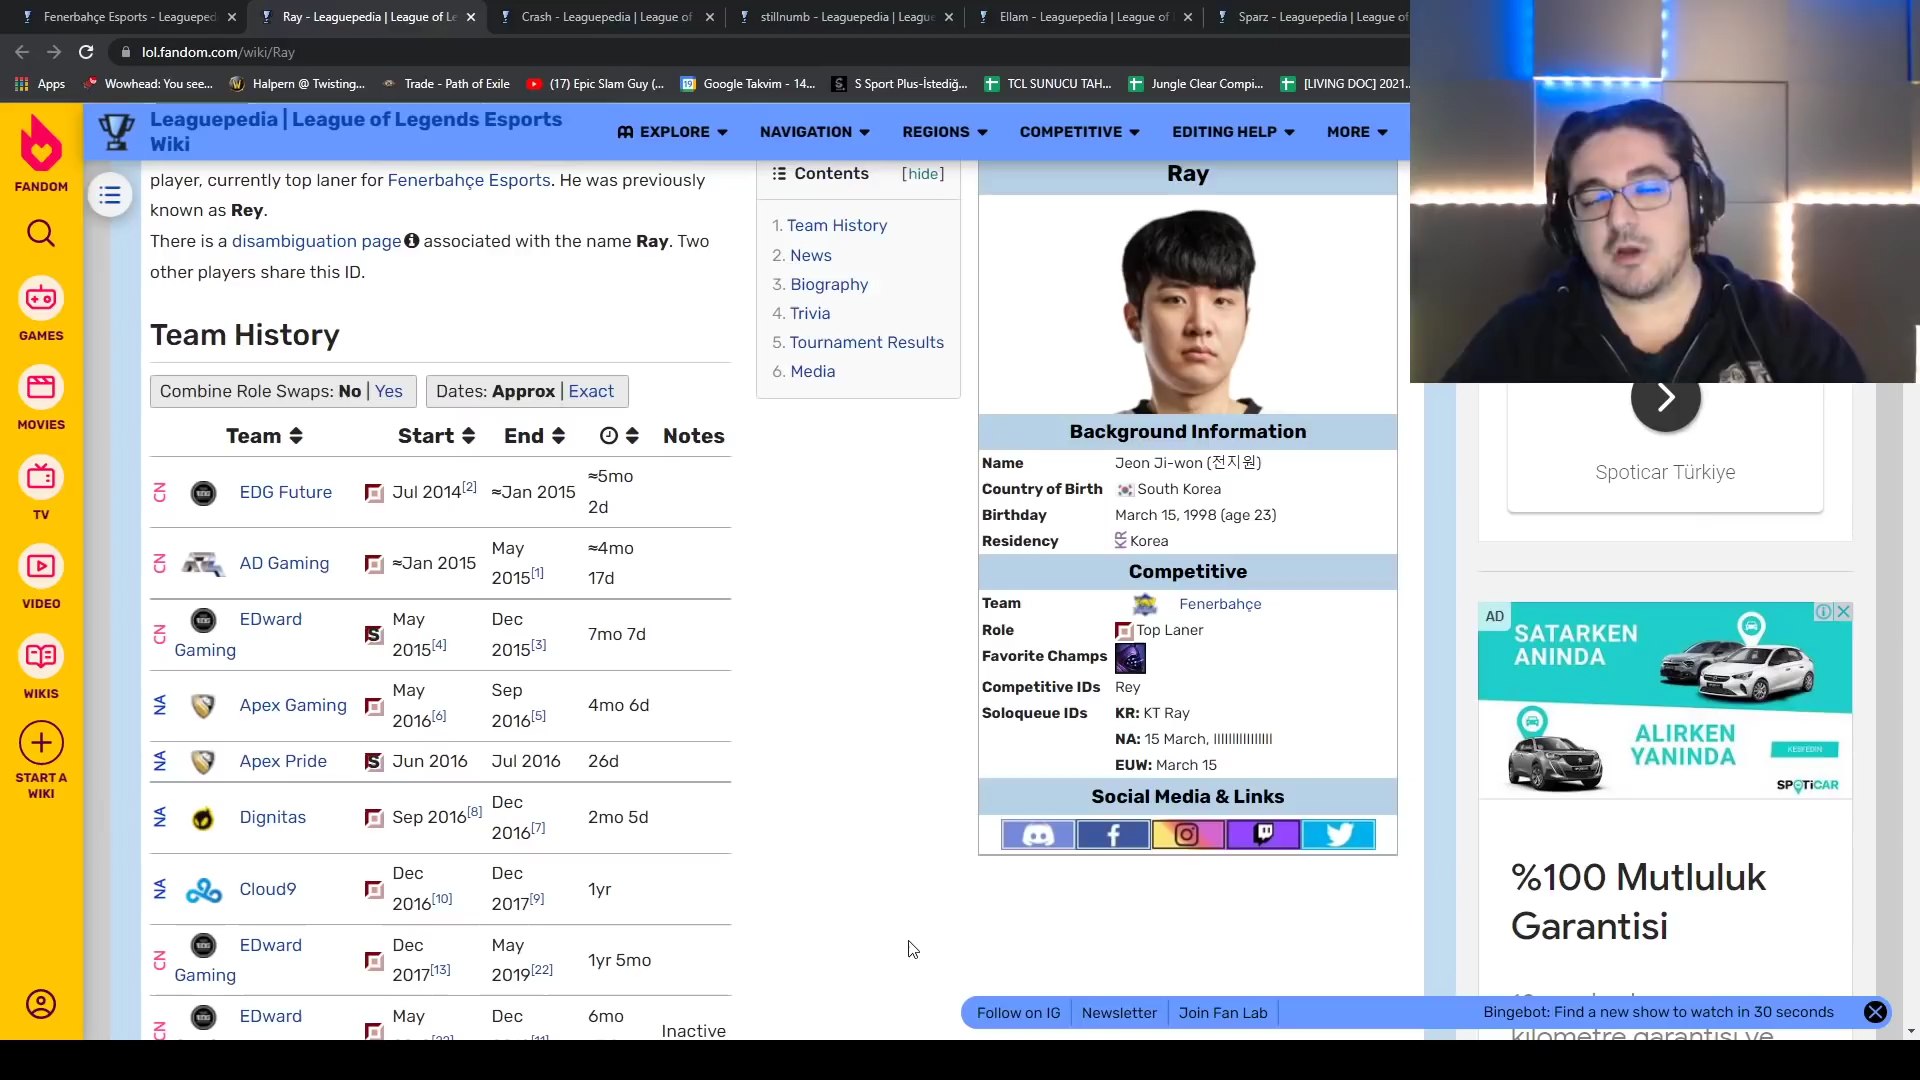 Fenerbahçe Esports - Leaguepedi
Ray - Leaguepedia | League of Le
Crash - Leaguepedia | League of
stillnumb - Leaguepedia | League
Ellam - Leaguepedia | League of
Sparz - Leaguepedia | League of
lol.fandom.com/wiki/Ray
Apps
Wowhead: You see...
Halpern @ Twisting...
Trade - Path of Exile
(17) Epic Slam Guy (...
Google Takvim - 14...
S Sport Plus-İstediğ...
TCL SUNUCU TAH...
Jungle Clear Compi...
[LIVING DOC] 2021...
Leaguepedia | League of Legends Esports
Wiki
EXPLORE
NAVIGATION
REGIONS
COMPETITIVE
EDITING HELP
MORE
FANDOM
GAMES
MOVIES
TV
VIDEO
WIKIS
START A
WIKI
player, currently top laner for Fenerbahçe Esports. He was previously
known as Rey.
There is a disambiguation page associated with the name Ray. Two
other players share this ID.
Contents [hide]
1. Team History
2. News
3. Biography
4. Trivia
5. Tournament Results
6. Media
Team History
Combine Role Swaps: No | Yes
Dates: Approx | Exact
Team Start End Notes
CN EDG Future Jul 2014[2] ≈Jan 2015 ≈5mo
2d
CN AD Gaming ≈Jan 2015 May
2015[1] ≈4mo
17d
CN EDward
Gaming May
2015[4] Dec
2015[3] 7mo 7d
NA Apex Gaming May
2016[6] Sep
2016[5] 4mo 6d
NA Apex Pride Jun 2016 Jul 2016 26d
NA Dignitas Sep 2016[8] Dec
2016[7] 2mo 5d
NA Cloud9 Dec
2016[10] Dec
2017[9] 1yr
CN EDward
Gaming Dec
2017[13] May
2019[22] 1yr 5mo
CN EDward May Dec 6mo Inactive
Ray
Background Information
Name Jeon Ji-won (전지원)
Country of Birth South Korea
Birthday March 15, 1998 (age 23)
Residency KR Korea
Competitive
Team Fenerbahçe
Role Top Laner
Favorite Champs
Competitive IDs Rey
Soloqueue IDs KR: KT Ray
NA: 15 March, IIIIIIIIIIIIIIII
EUW: March 15
Social Media & Links
Spoticar Türkiye
AD
SATARKEN
ANINDA
ALIRKEN
YANINDA
KEŞFEDİN
SPOTiCAR
%100 Mutluluk
Garantisi
kilometre garantisi ve
Follow on IG
Newsletter
Join Fan Lab
Bingebot: Find a new show to watch in 30 seconds